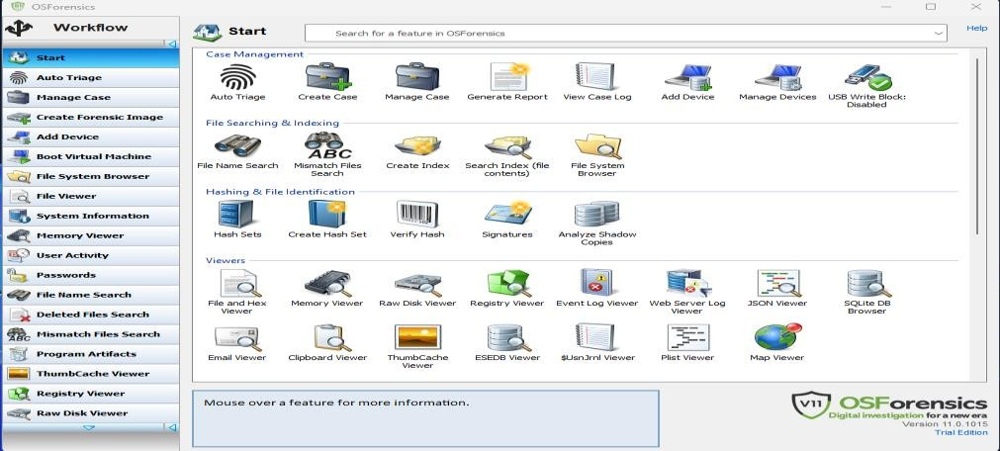 OSForensics
Workflow
Start
Search for a feature in OSForensics
Help
Start
Auto Triage
Manage Case
Create Forensic Image
Add Device
Boot Virtual Machine
File System Browser
File Viewer
System Information
Memory Viewer
User Activity
Passwords
File Name Search
Deleted Files Search
Mismatch Files Search
Program Artifacts
ThumbCache Viewer
Registry Viewer
Raw Disk Viewer
Case Management
Auto Triage
Create Case
Manage Case
Generate Report
View Case Log
Add Device
Manage Devices
USB Write Block:
Disabled
File Searching & Indexing
ABC
File Name Search
Mismatch Files
Search
Create Index
Search Index (file
contents)
File System
Browser
Hashing & File Identification
Hash Sets
Create Hash Set
Verify Hash
Signatures
Analyze Shadow
Copies
Viewers
File and Hex
Viewer
Memory Viewer
Raw Disk Viewer
Registry Viewer
Event Log Viewer
Web Server Log
Viewer
JSON Viewer
SQLite DB
Browser
Email Viewer
Clipboard Viewer
ThumbCache
Viewer
ESEDB Viewer
$UsnJrnl Viewer
Plist Viewer
Map Viewer
Mouse over a feature for more information.
V11 OSForensics
Digital investigation for a new era
Version 11.0.1015
Trial Edition